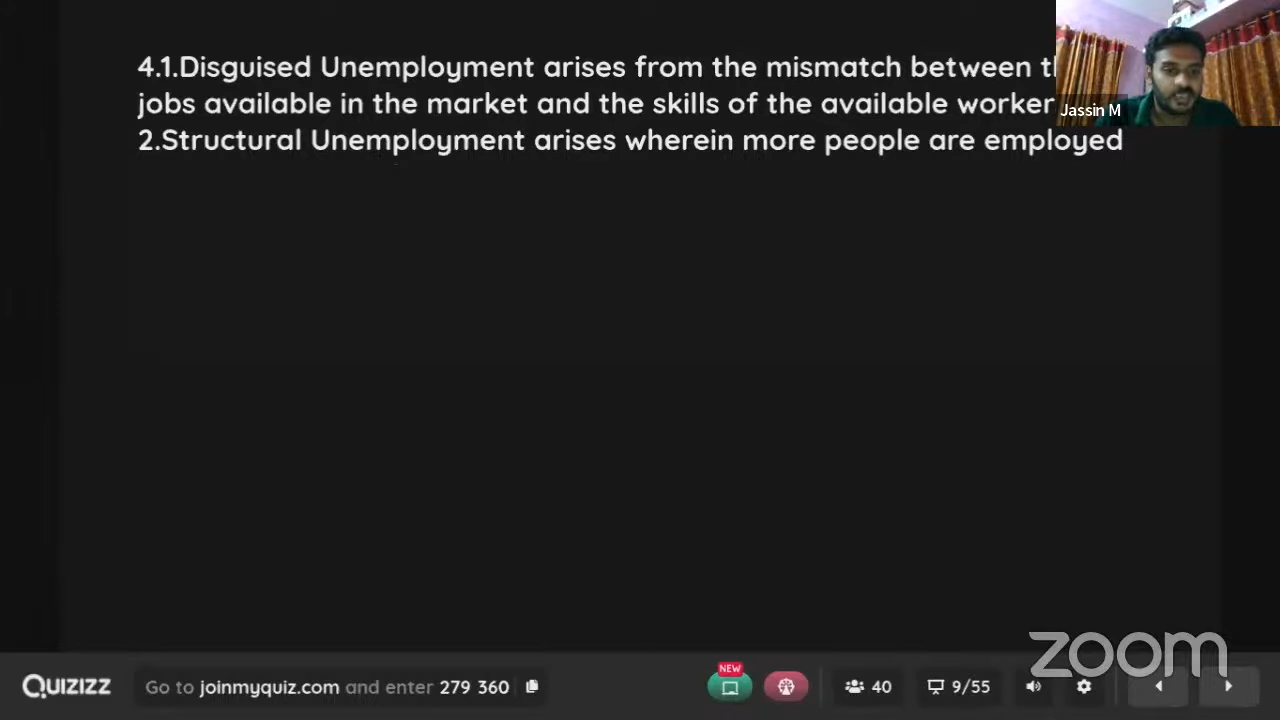 4.1.Disguised Unemployment arises from the mismatch between
jobs available in the market and the skills of the available worker
2.Structural Unemployment arises wherein more people are employed
Jassin M
zoom
Quizizz
Go to joinmyquiz.com and enter 279 360
NEW
40
9/55